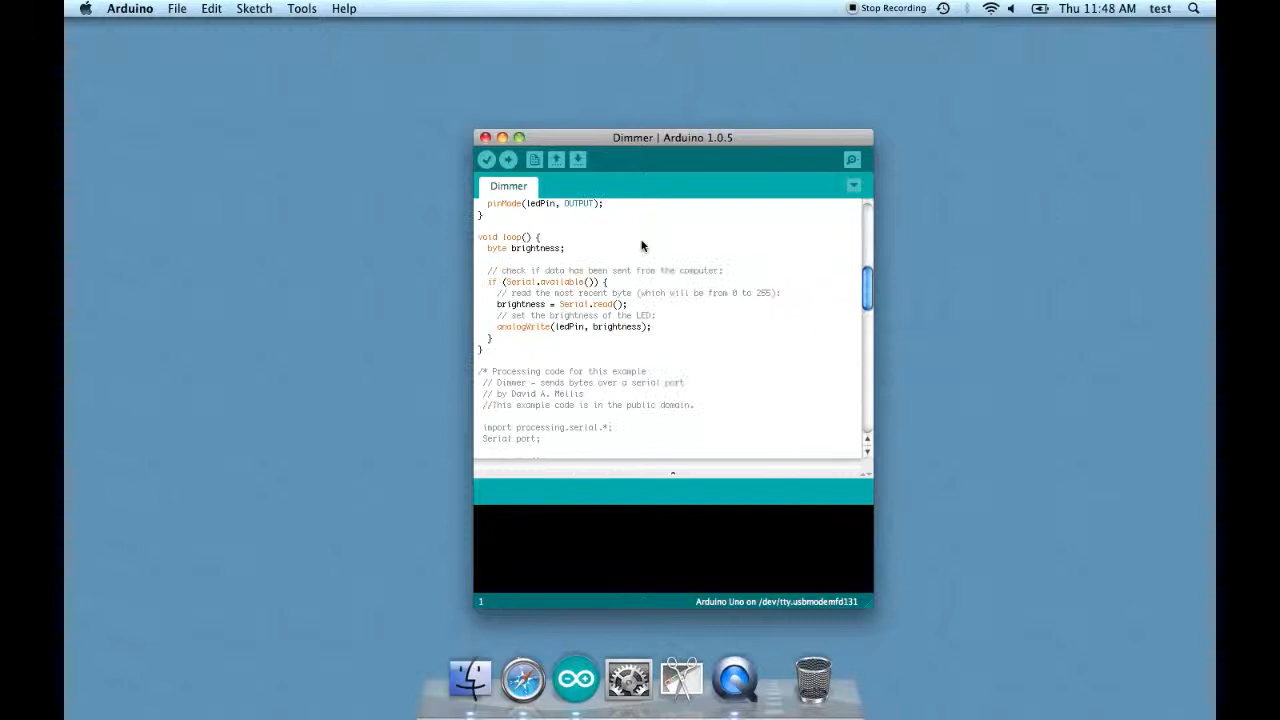 Arduino File Edit Sketch Tools Help Stop Recording Thu 11:48 AM test
Dimmer | Arduino 1.0.5
Dimmer
pinMode(ledPin, OUTPUT);
}
void loop() {
byte brightness;
// check if data has been sent from the computer:
if (Serial.available()) {
// read the most recent byte (which will be from 0 to 255):
brightness = Serial.read();
// set the brightness of the LED:
analogWrite(ledPin, brightness);
}
}
/* Processing code for this example
// Dimmer - sends bytes over a serial port
// by David A. Mellis
//This example code is in the public domain.
import processing.serial.*;
Serial port;
1 Arduino Uno on /dev/tty.usbmodemfd131